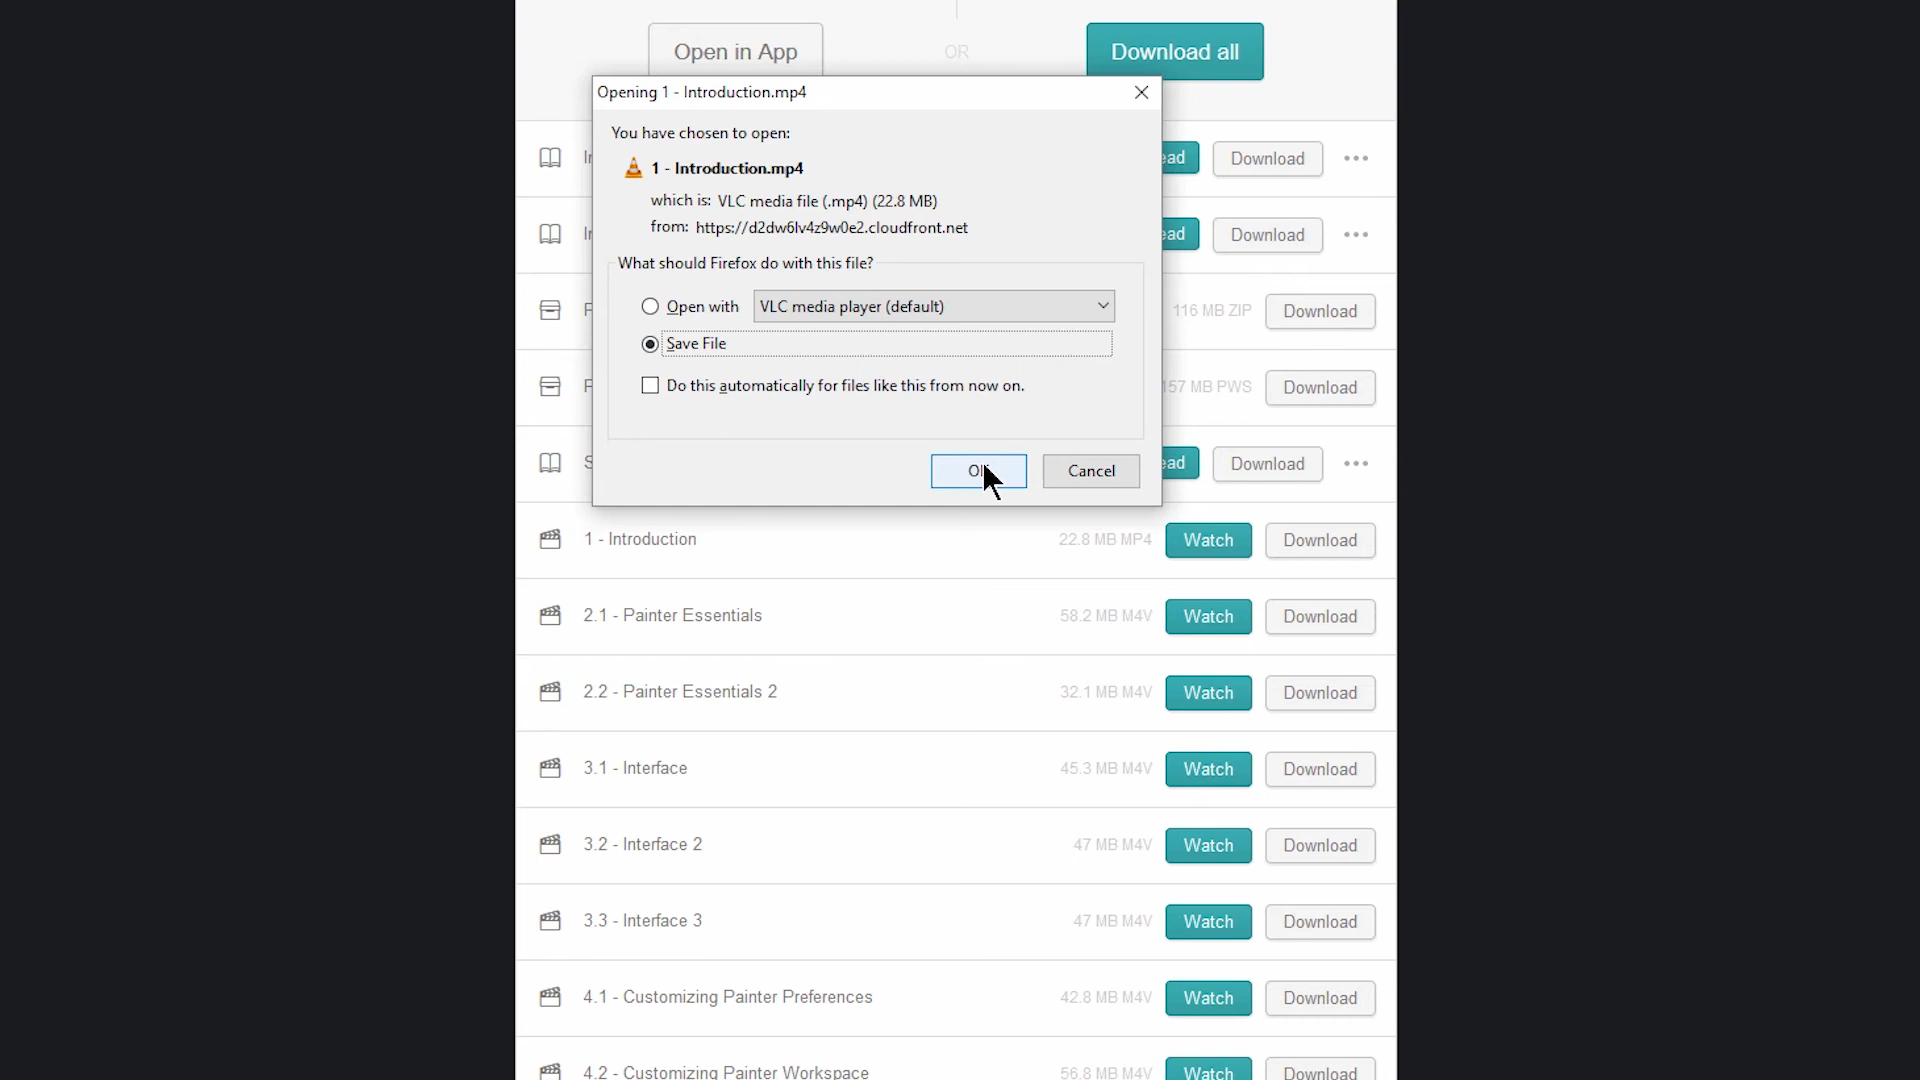 Open in App
OR
Download all
Opening 1 - Introduction.mp4
You have chosen to open:
1 - Introduction.mp4
which is: VLC media file (.mp4) (22.8 MB)
from: https://d2dw6lv4z9w0e2.cloudfront.net
What should Firefox do with this file?
Open with VLC media player (default)
Save File
Do this automatically for files like this from now on.
Cancel
Download
Download
116 MB ZIP Download
157 MB PWS Download
Download
1 - Introduction 22.8 MB MP4 Watch Download
2.1 - Painter Essentials 58.2 MB M4V Watch Download
2.2 - Painter Essentials 2 32.1 MB M4V Watch Download
3.1 - Interface 45.3 MB M4V Watch Download
3.2 - Interface 2 47 MB M4V Watch Download
3.3 - Interface 3 47 MB M4V Watch Download
4.1 - Customizing Painter Preferences 42.8 MB M4V Watch Download
4.2 - Customizing Painter Workspace 56.8 MB M4V Watch Download